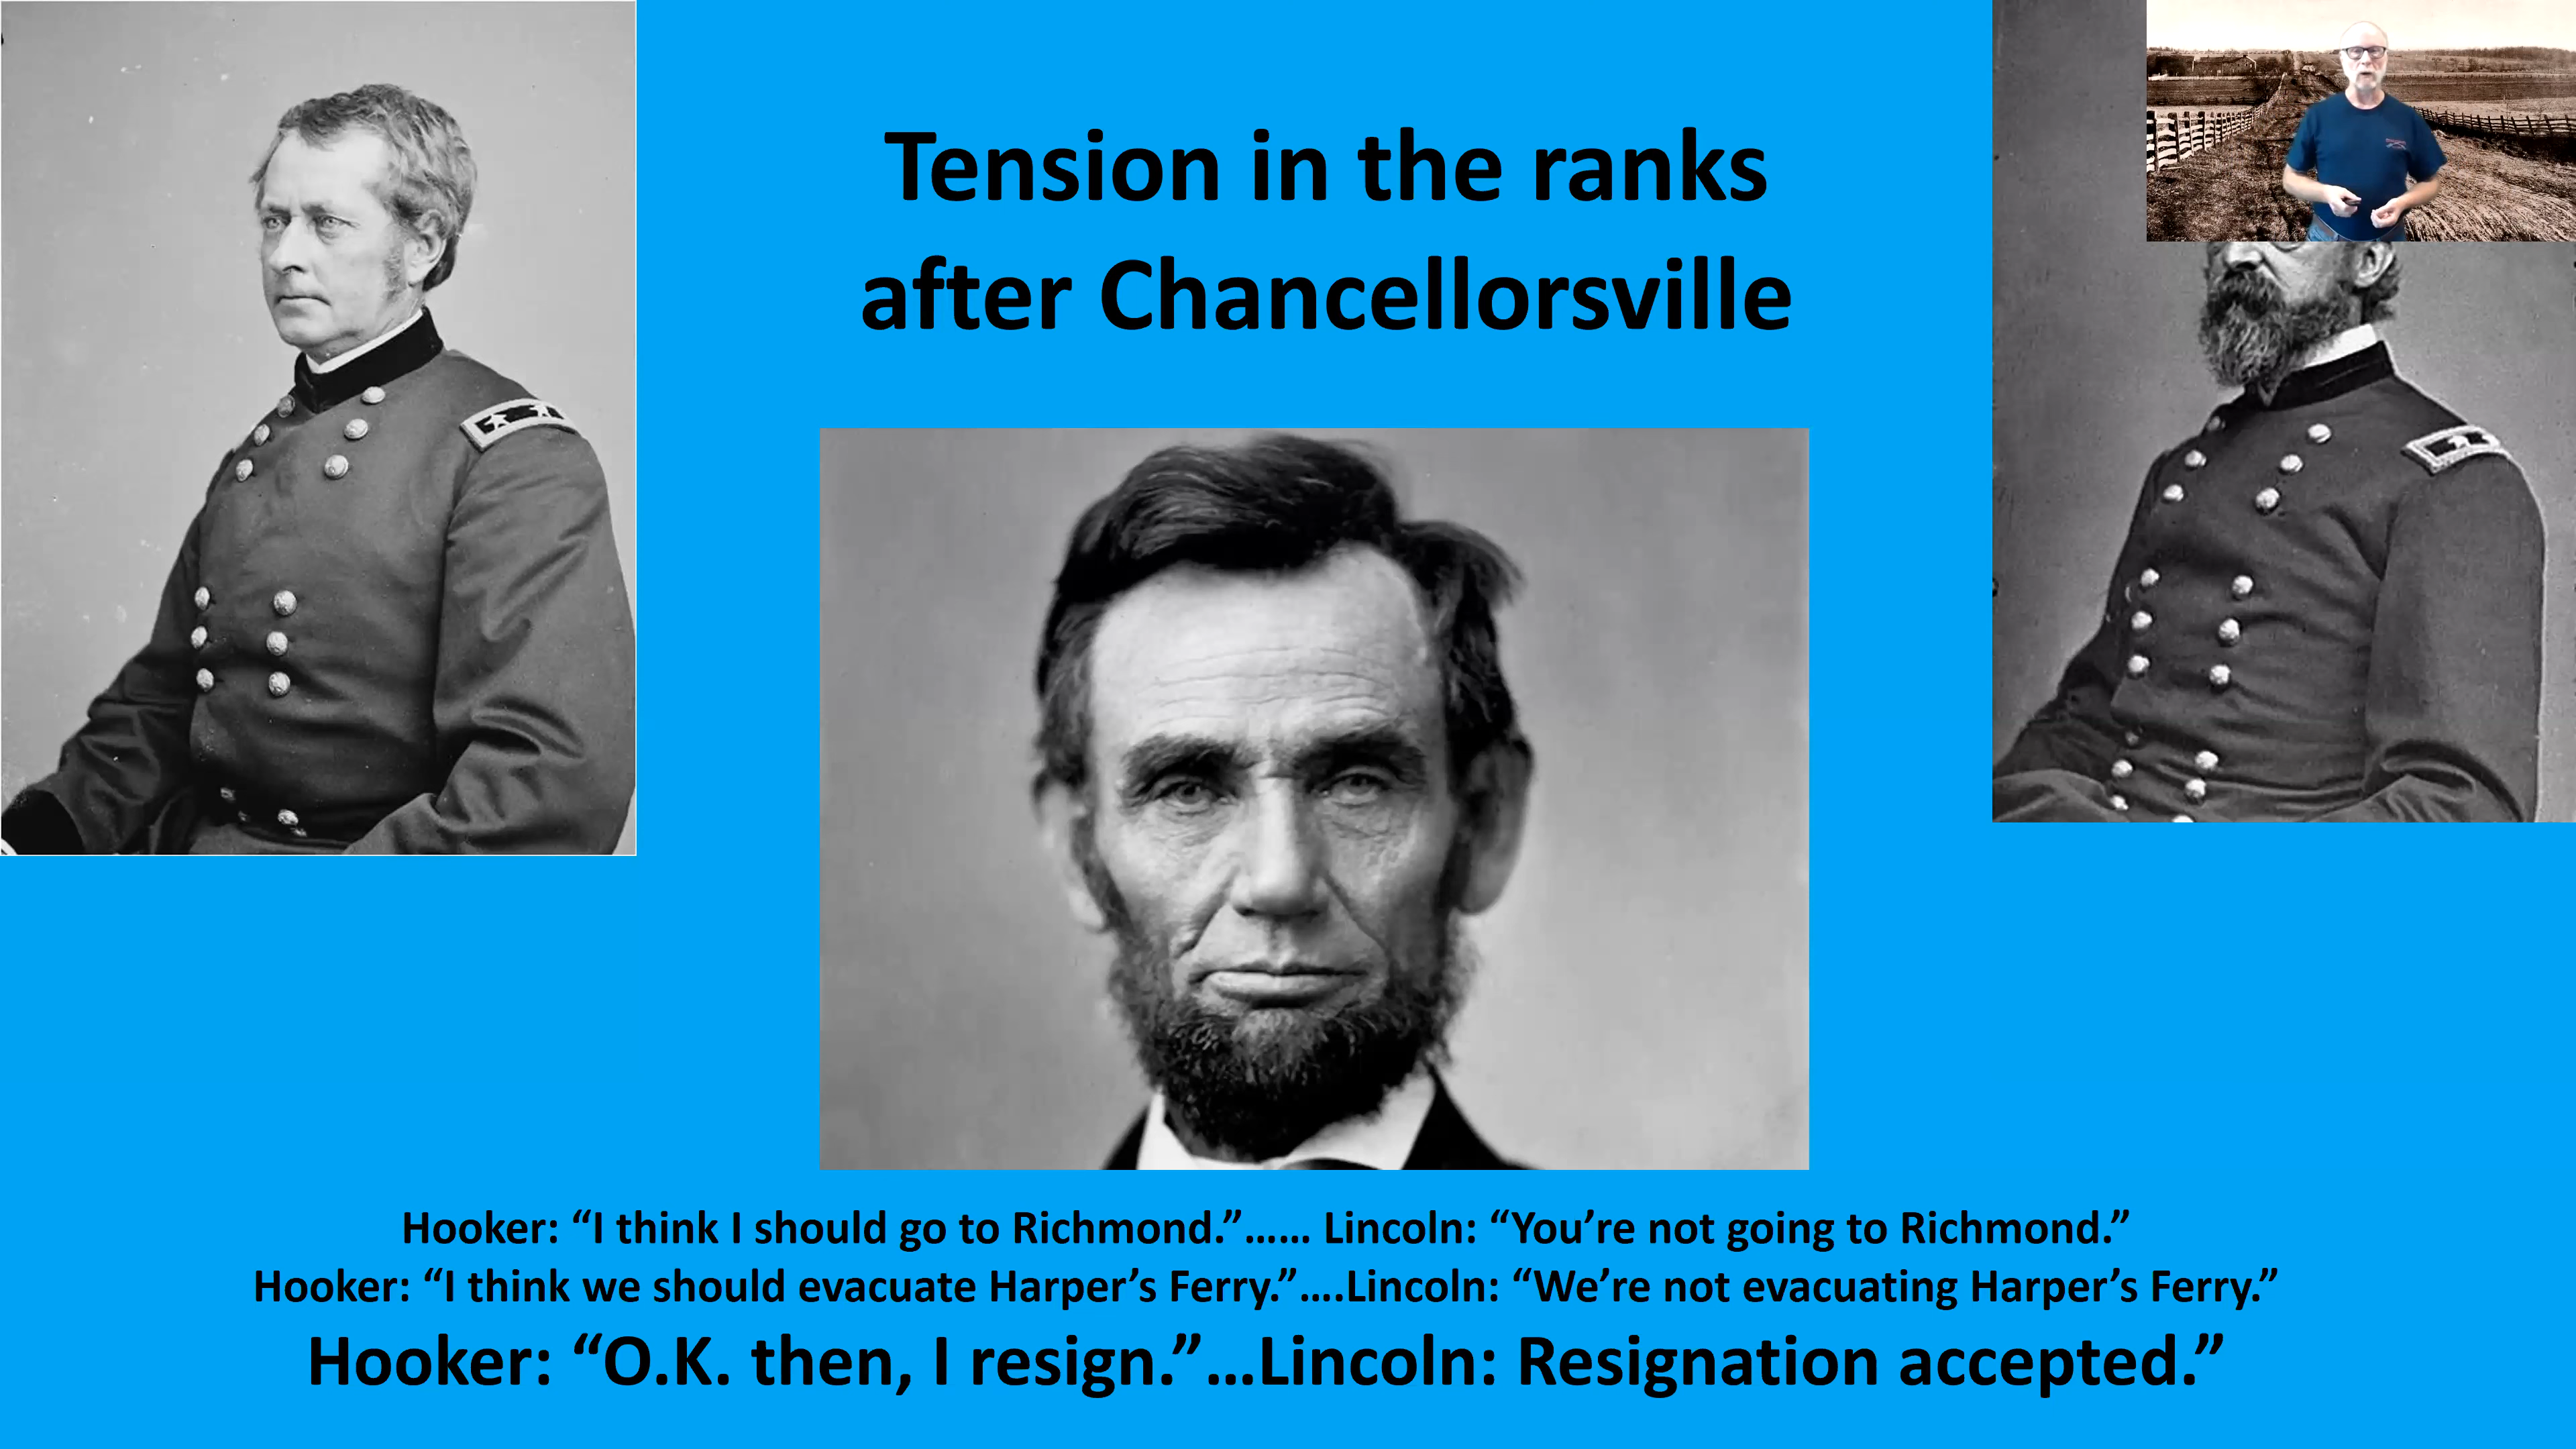 Tension in the ranks
after Chancellorsville
Hooker: “I think I should go to Richmond.”…… Lincoln: “You’re not going to Richmond.”
Hooker: “I think we should evacuate Harper’s Ferry.”….Lincoln: “We’re not evacuating Harper’s Ferry.”
Hooker: “O.K. then, I resign.”…Lincoln: Resignation accepted.”